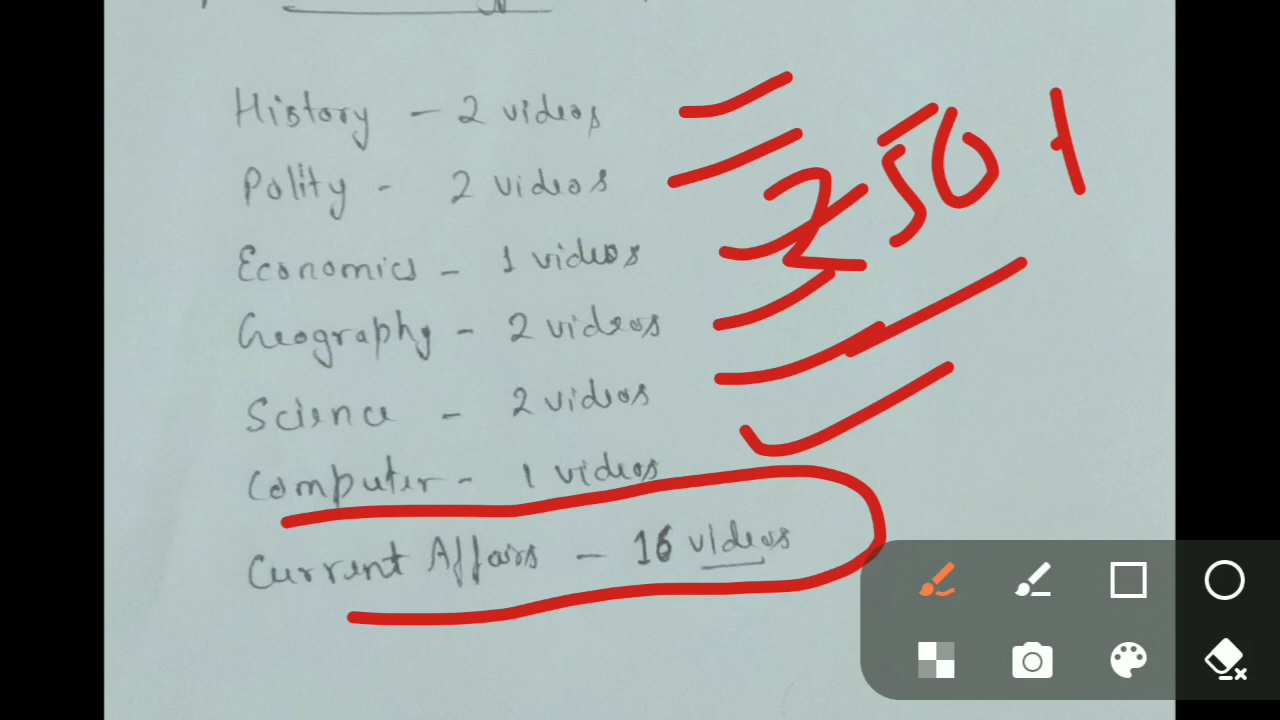 History - 2 videos
Polity - 2 videos
Economics - 1 videos
Geography - 2 videos
Science - 2 videos
Computer - 1 videos
Current Affairs - 16 videos
250+